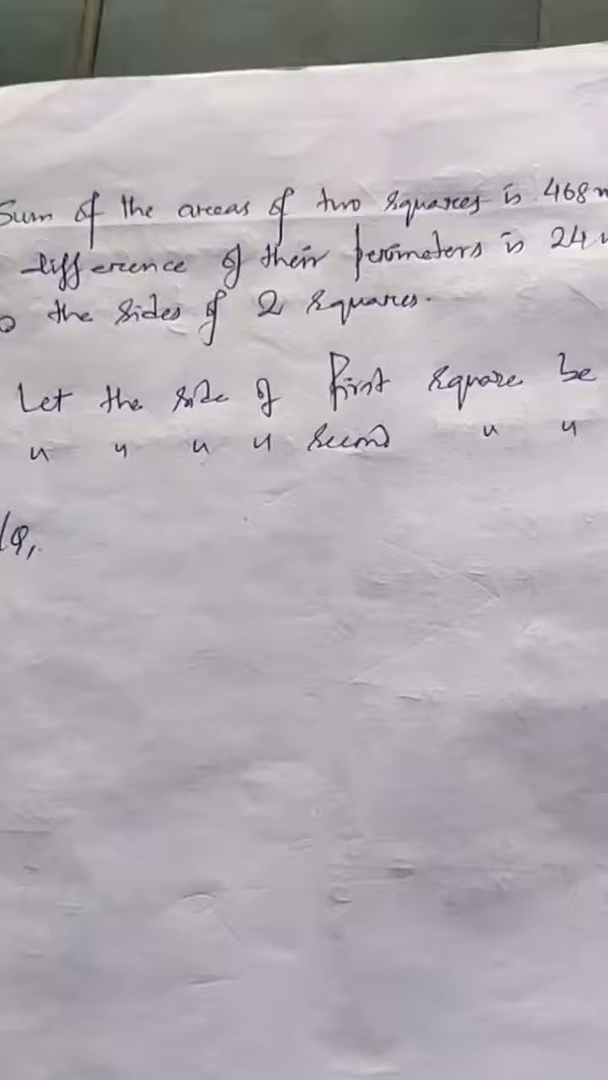 Sum of the areas of two squares is 468m
difference of their perimeters is 24 m
the sides of 2 squares.
Let the side of first square be
" " " " second " "
/Q,